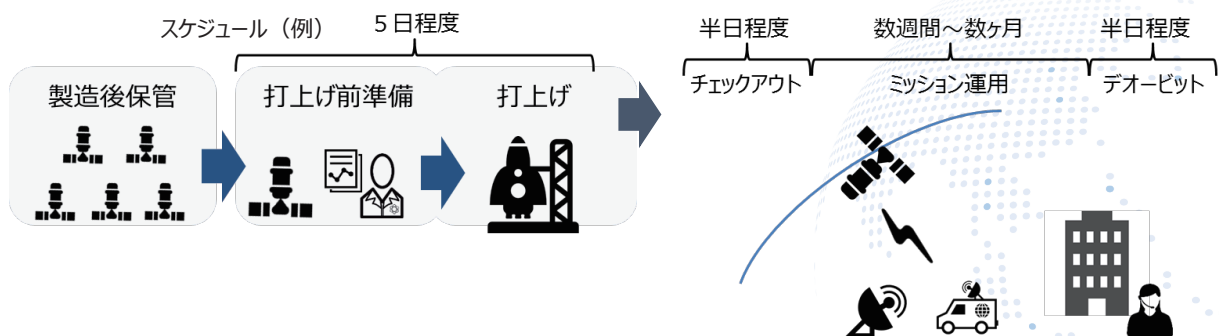 スケジュール（例）
５日程度
製造後保管
打上げ前準備
打上げ
半日程度
数週間～数ヶ月
半日程度
チェックアウト
ミッション運用
デオービット